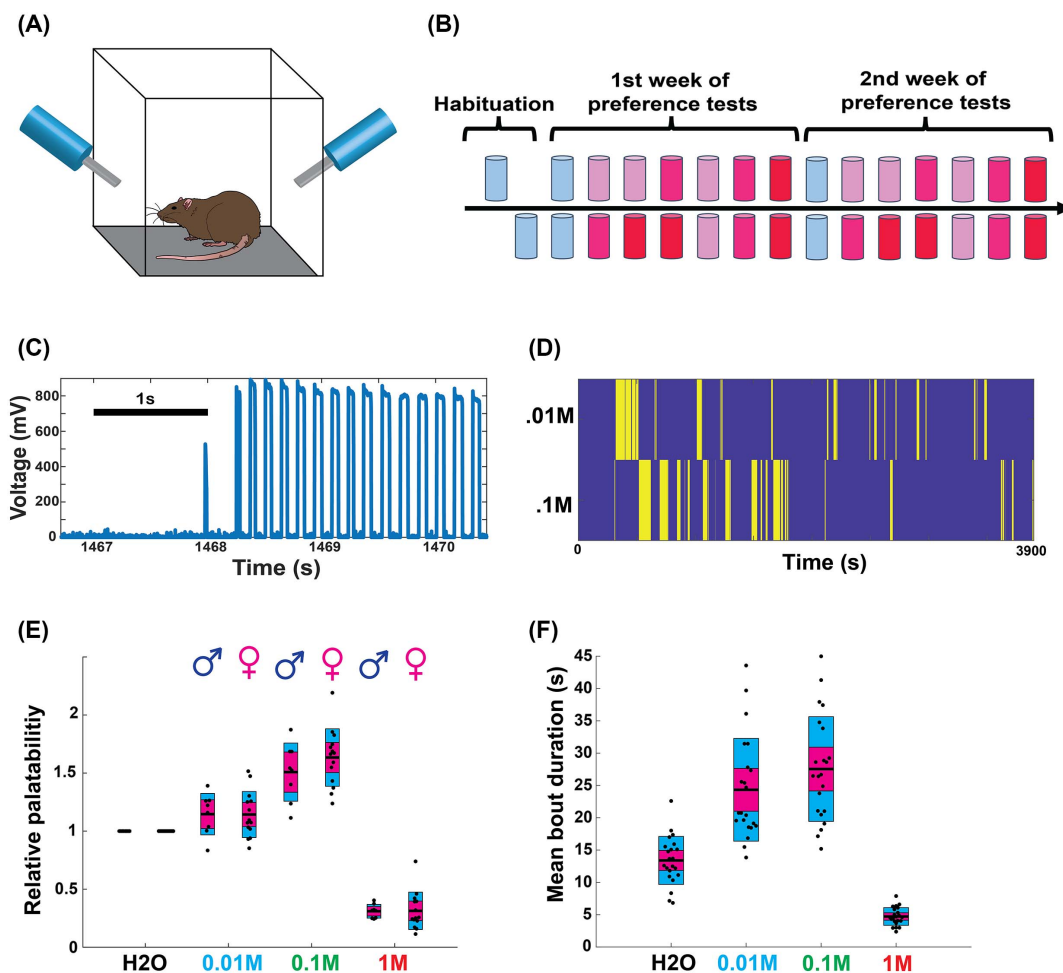 (A)
(B)
Habituation
1st week of
preference tests
2nd week of
preference tests
(C)
Voltage (mV)
800
600
400
200
0
1s
1467
1468
1469
1470
Time (s)
(D)
.01M
.1M
0
3900
Time (s)
(E)
Relative palatabilitiy
2
1.5
1
0.5
0
♂ ♀ ♂ ♀ ♂ ♀
H2O
0.01M
0.1M
1M
(F)
Mean bout duration (s)
45
40
35
30
25
20
15
10
5
0
H2O
0.01M
0.1M
1M